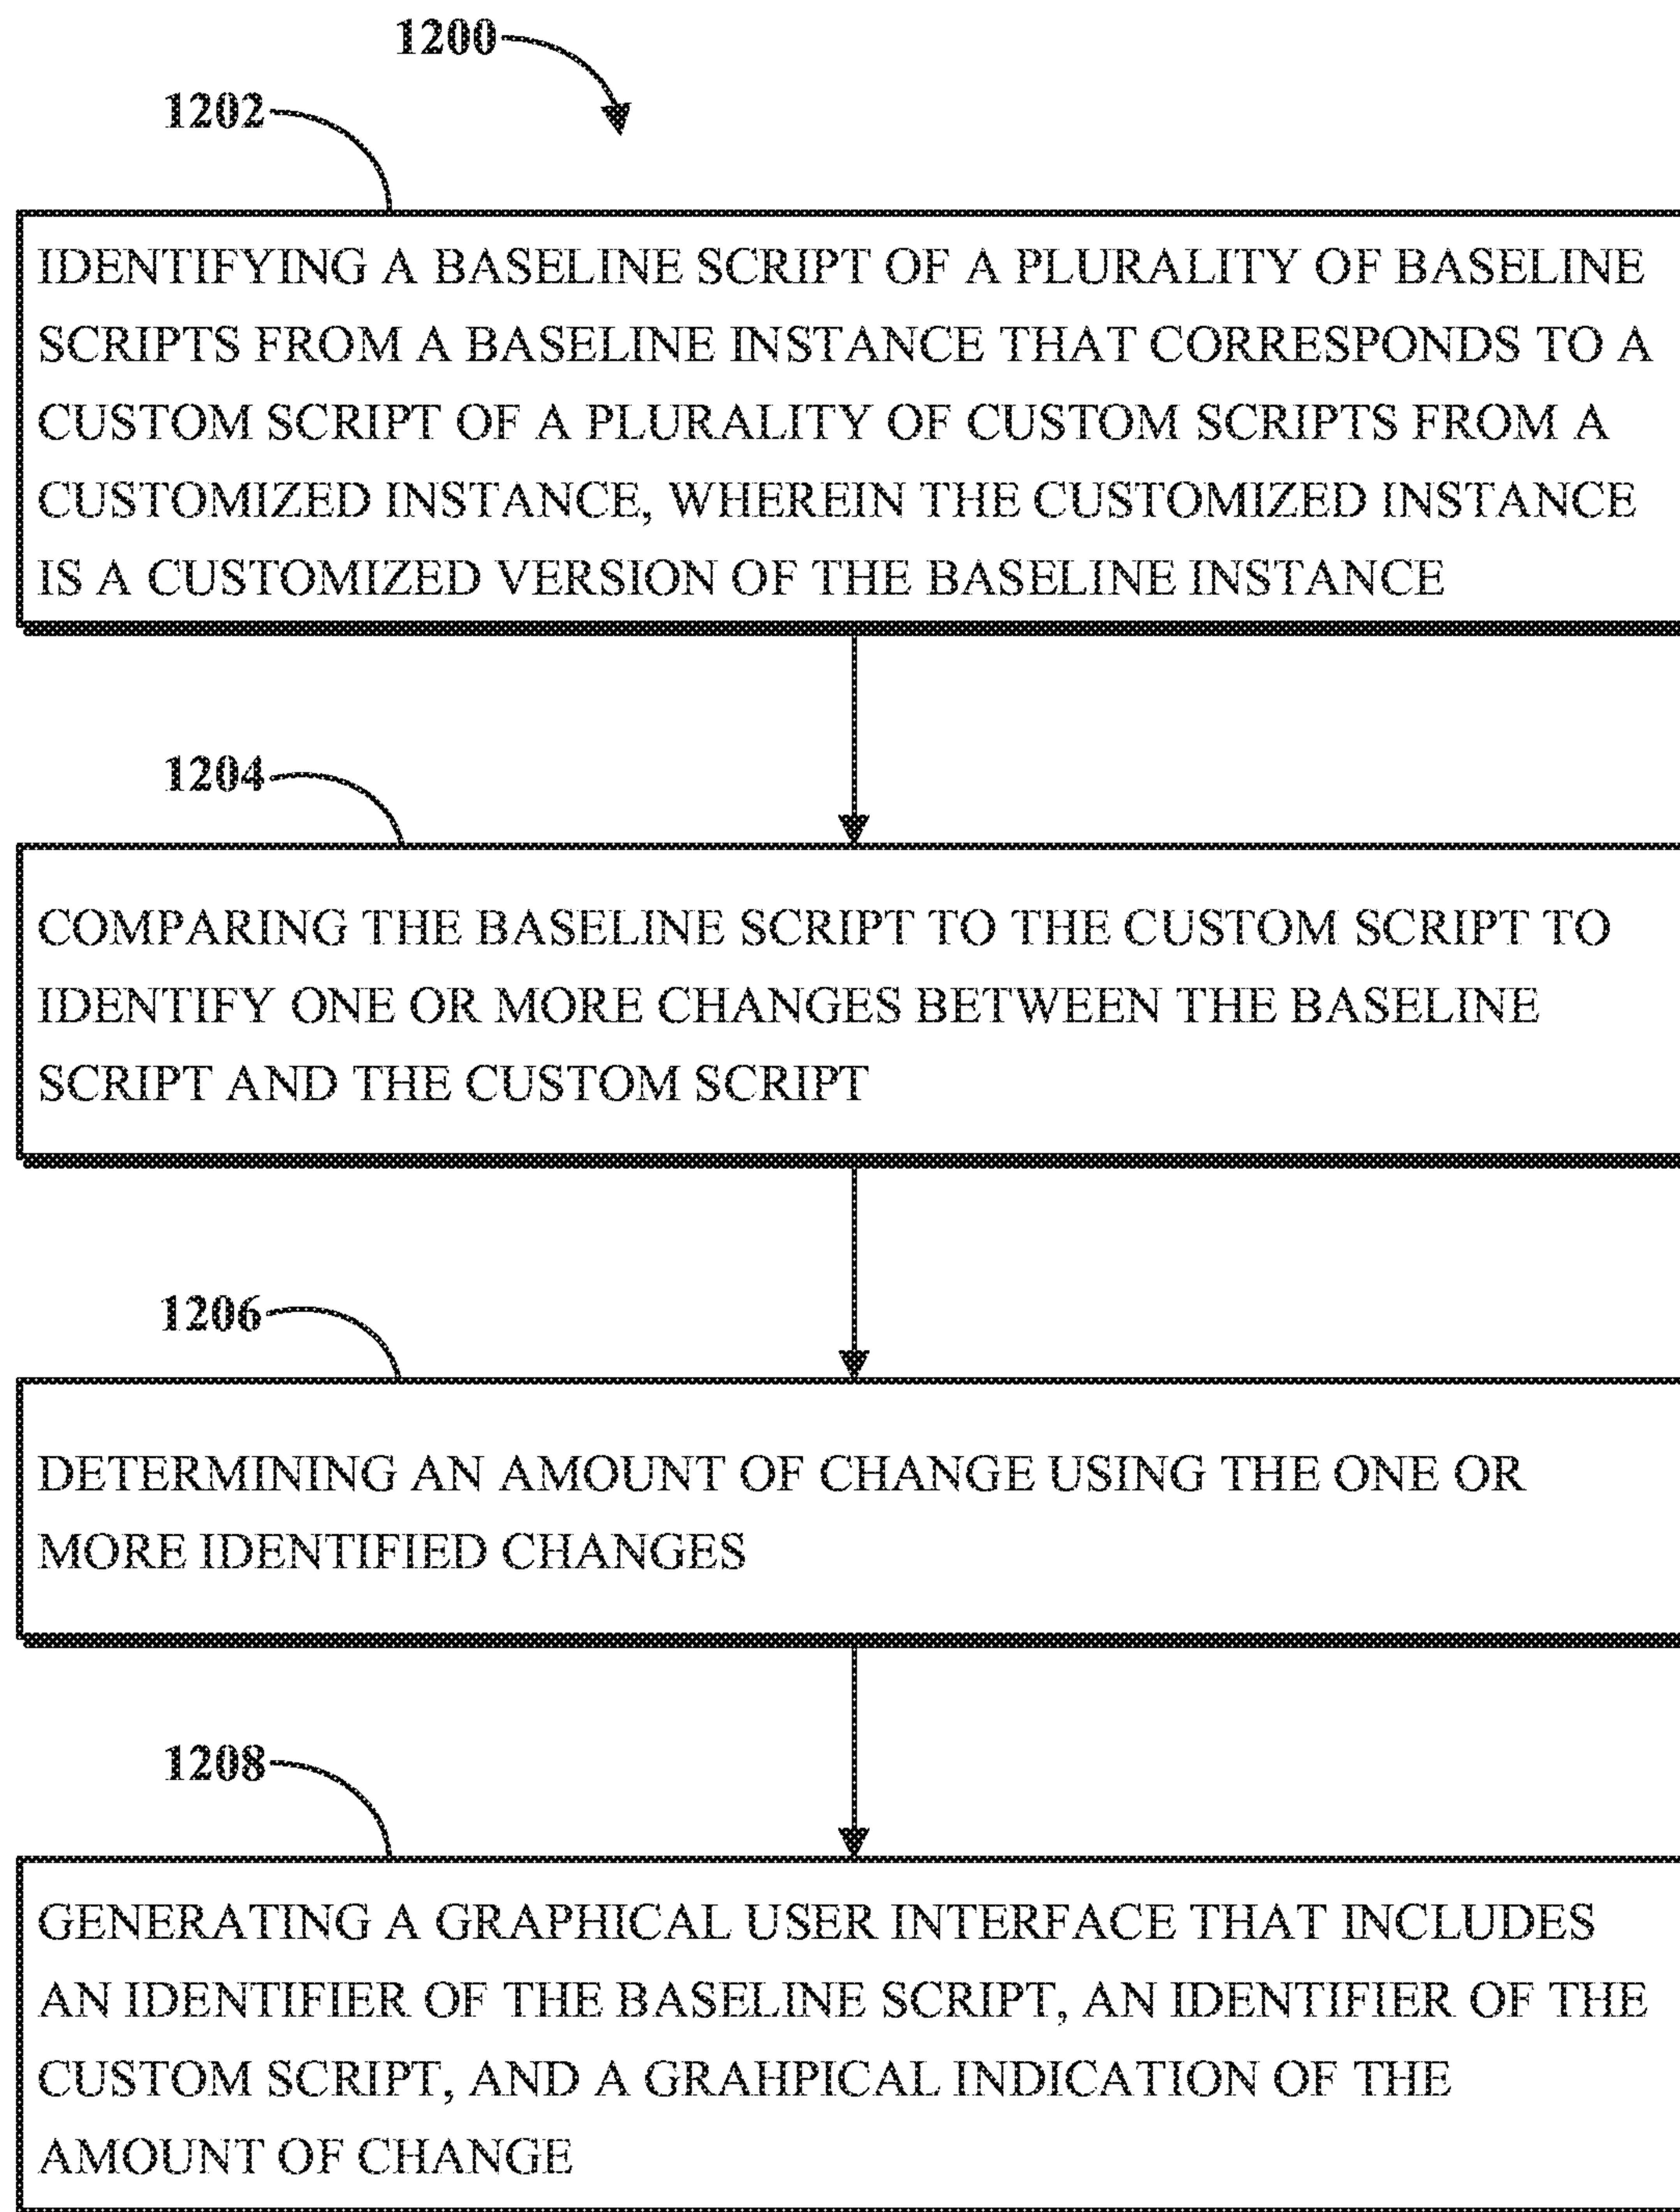 1200
1202
IDENTIFYING A BASELINE SCRIPT OF A PLURALITY OF BASELINE
SCRIPTS FROM A BASELINE INSTANCE THAT CORRESPONDS TO A
CUSTOM SCRIPT OF A PLURALITY OF CUSTOM SCRIPTS FROM A
CUSTOMIZED INSTANCE, WHEREIN THE CUSTOMIZED INSTANCE
IS A CUSTOMIZED VERSION OF THE BASELINE INSTANCE
1204
COMPARING THE BASELINE SCRIPT TO THE CUSTOM SCRIPT TO
IDENTIFY ONE OR MORE CHANGES BETWEEN THE BASELINE
SCRIPT AND THE CUSTOM SCRIPT
1206
DETERMINING AN AMOUNT OF CHANGE USING THE ONE OR
MORE IDENTIFIED CHANGES
1208
GENERATING A GRAPHICAL USER INTERFACE THAT INCLUDES
AN IDENTIFIER OF THE BASELINE SCRIPT, AN IDENTIFIER OF THE
CUSTOM SCRIPT, AND A GRAHPICAL INDICATION OF THE
AMOUNT OF CHANGE